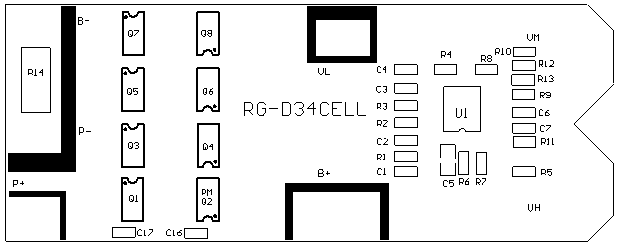 B-
Q7
Q8
VM
R10
R14
VL
C4
R4
R8
R12
R13
Q5
Q6
C3
R9
RG-D34CELL
R3
U1
C6
R2
P-
C7
Q3
Q4
C2
R11
R1
P+
B+
C1
C5
R6
R7
R5
Q1
PM
Q2
VH
C17
C16